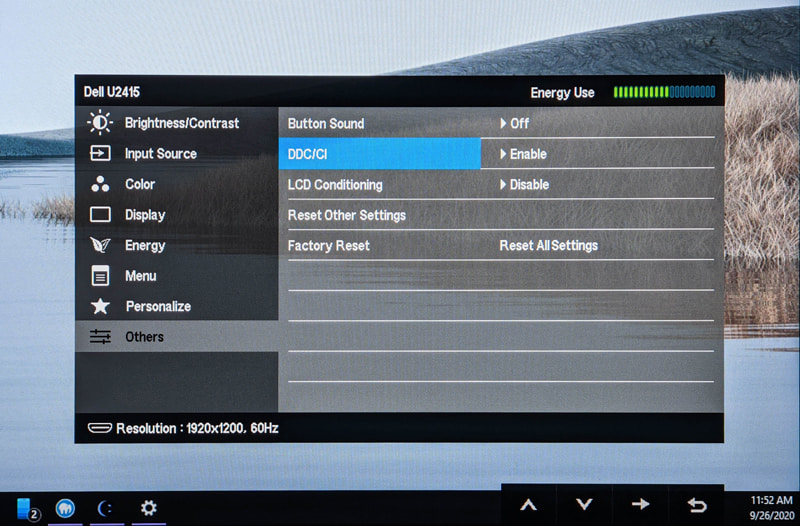 Dell U2415 Energy Use
Brightness/Contrast Button Sound Off
Input Source DDC/CI Enable
Color LCD Conditioning Disable
Display Reset Other Settings
Energy Factory Reset Reset All Settings
Menu
Personalize
Others
Resolution : 1920x1200, 60Hz
2
11:52 AM
9/26/2020